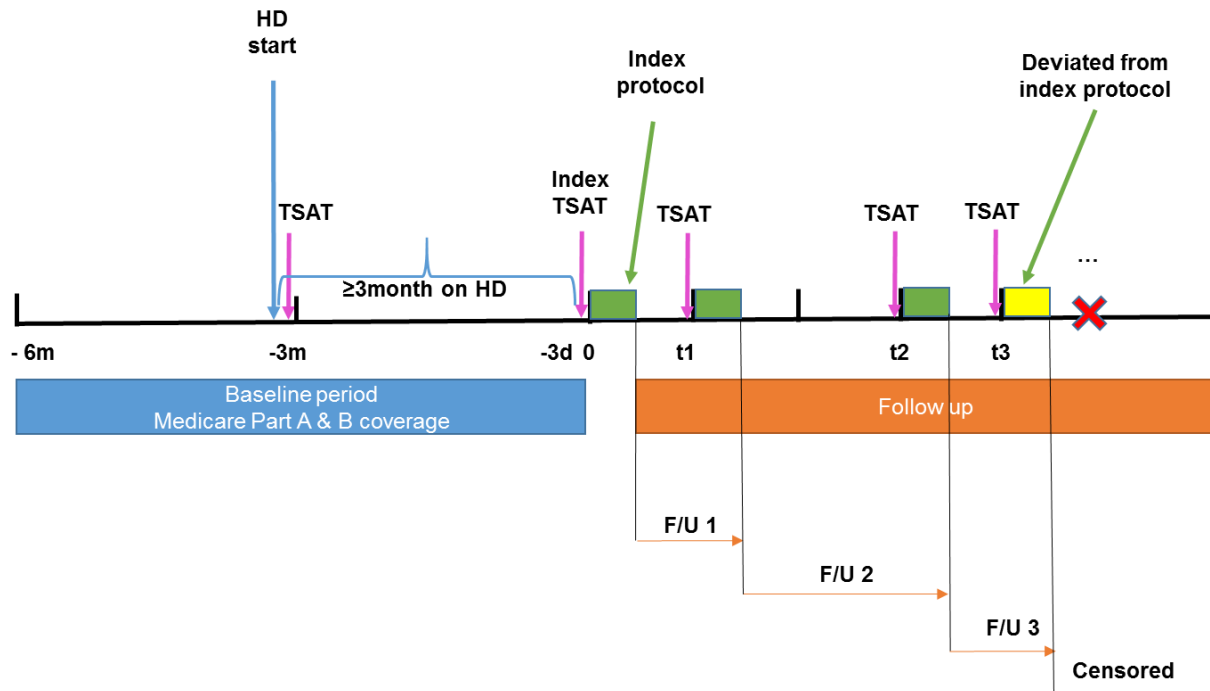 HD
start
Index
protocol
Deviated from
index protocol
TSAT
Index
TSAT
TSAT
TSAT
TSAT
...
≥3month on HD
- 6m
-3m
-3d
0
t1
t2
t3
Baseline period
Medicare Part A & B coverage
Follow up
F/U 1
F/U 2
F/U 3
Censored